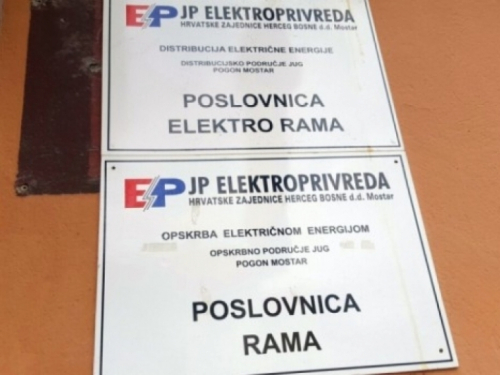 EP JP ELEKTROPRIVREDA
HRVATSKE ZAJEDNICE HERCEG BOSNE d.d. Mostar
DISTRIBUCIJA ELEKTRIČNE ENERGIJE
DISTRIBUCIJSKO PODRUČJE JUG
POGON MOSTAR
POSLOVNICA
ELEKTRO RAMA
EP JP ELEKTROPRIVREDA
HRVATSKE ZAJEDNICE HERCEG BOSNE d.d. Mostar
OPSKRBA ELEKTRIČNOM ENERGIJOM
OPSKRBNO PODRUČJE JUG
POGON MOSTAR
POSLOVNICA
RAMA